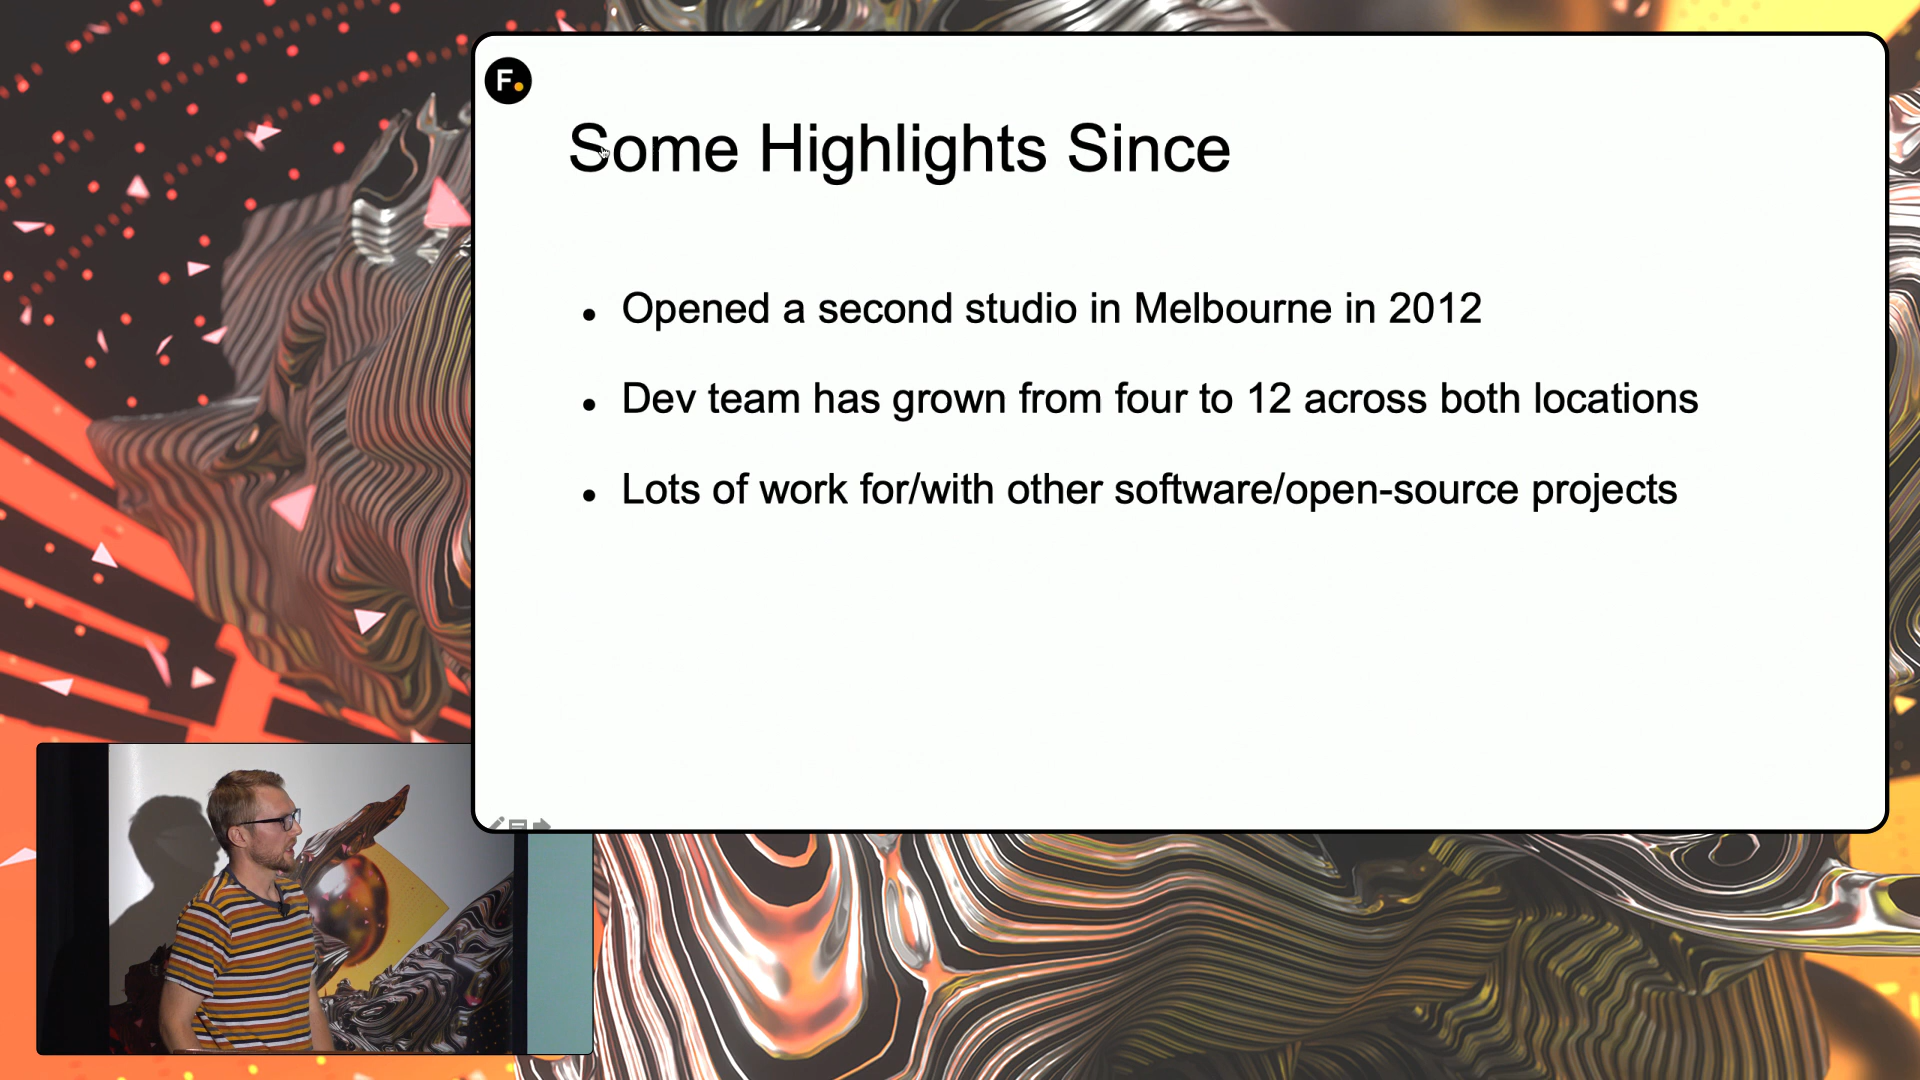 F.
Some Highlights Since
• Opened a second studio in Melbourne in 2012
• Dev team has grown from four to 12 across both locations
• Lots of work for/with other software/open-source projects